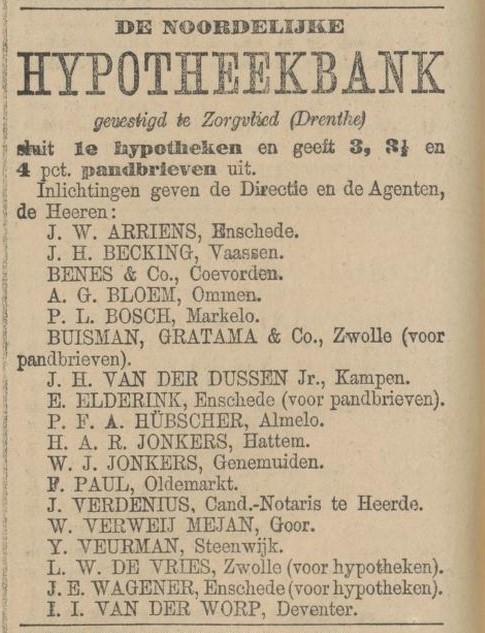 DE NOORDELIJKE
HYPOTHEEKBANK
gevestigd te Zorgvlied (Drenthe)
sluit 1e hypotheken en geeft 3, 3½ en
4 pct. pandbrieven uit.
Inlichtingen geven de Directie en de Agenten,
de Heeren:
J. W. ARRIENS, Enschede.
J. H. BECKING, Vaassen.
BENES & Co., Coevorden.
A. G. BLOEM, Ommen.
P. L. BOSCH, Markelo.
BUISMAN, GRATAMA & Co., Zwolle (voor
pandbrieven).
J. H. VAN DER DUSSEN Jr., Kampen.
E. ELDERINK, Enschede (voor pandbrieven).
P. F. A. HÜBSCHER, Almelo.
H. A. R. JONKERS, Hattem.
W. J. JONKERS, Genemuiden.
F. PAUL, Oldemarkt.
J. VERDENIUS, Cand.-Notaris te Heerde.
W. VERWEIJ MEJAN, Goor.
Y. VEURMAN, Steenwijk.
L. W. DE VRIES, Zwolle (voor hypotheken).
J. E. WAGENER, Enschede (voor hypotheken).
I. I. VAN DER WORP, Deventer.